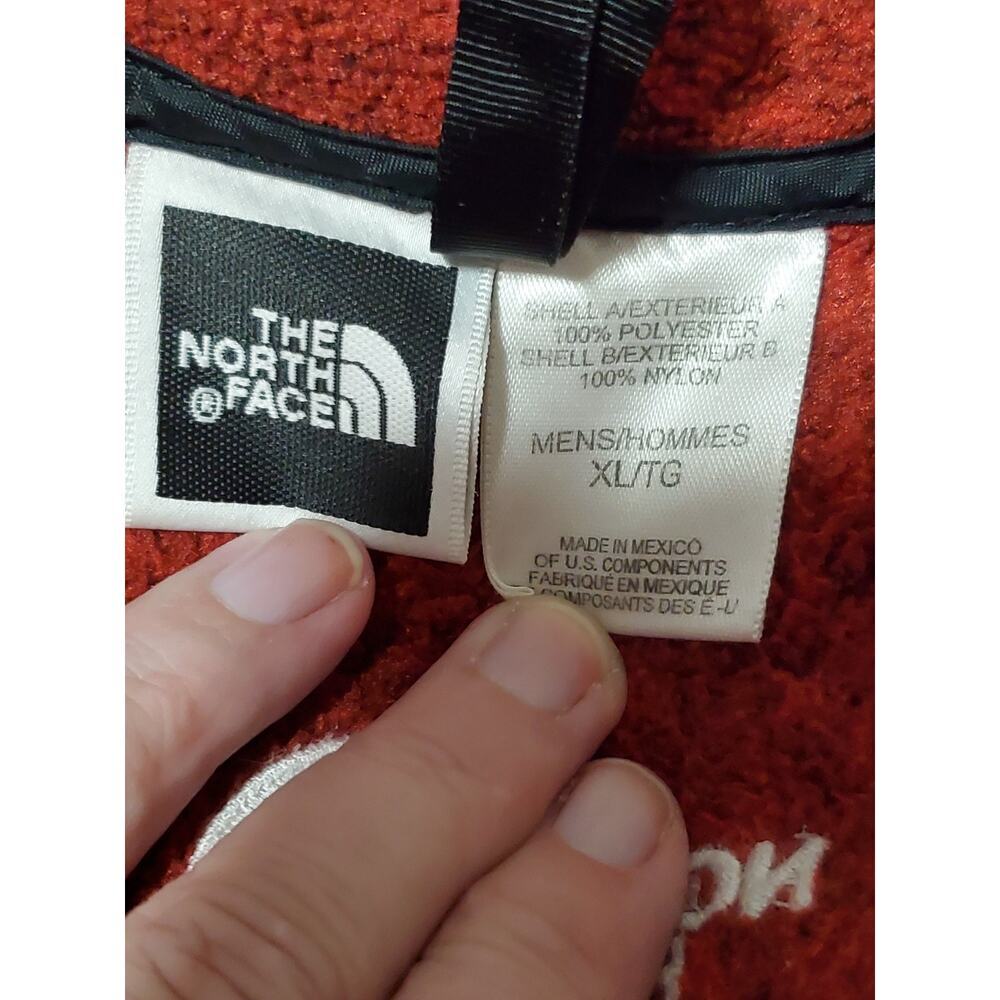 THE
NORTH
®FACE
SHELL A/EXTERIEUR A
100% POLYESTER
SHELL B/EXTERIEUR B
100% NYLON
MENS/HOMMES
XL/TG
MADE IN MEXICO
OF U.S. COMPONENTS
FABRIQUÉ EN MEXIQUE
COMPOSANTS DES É.-U